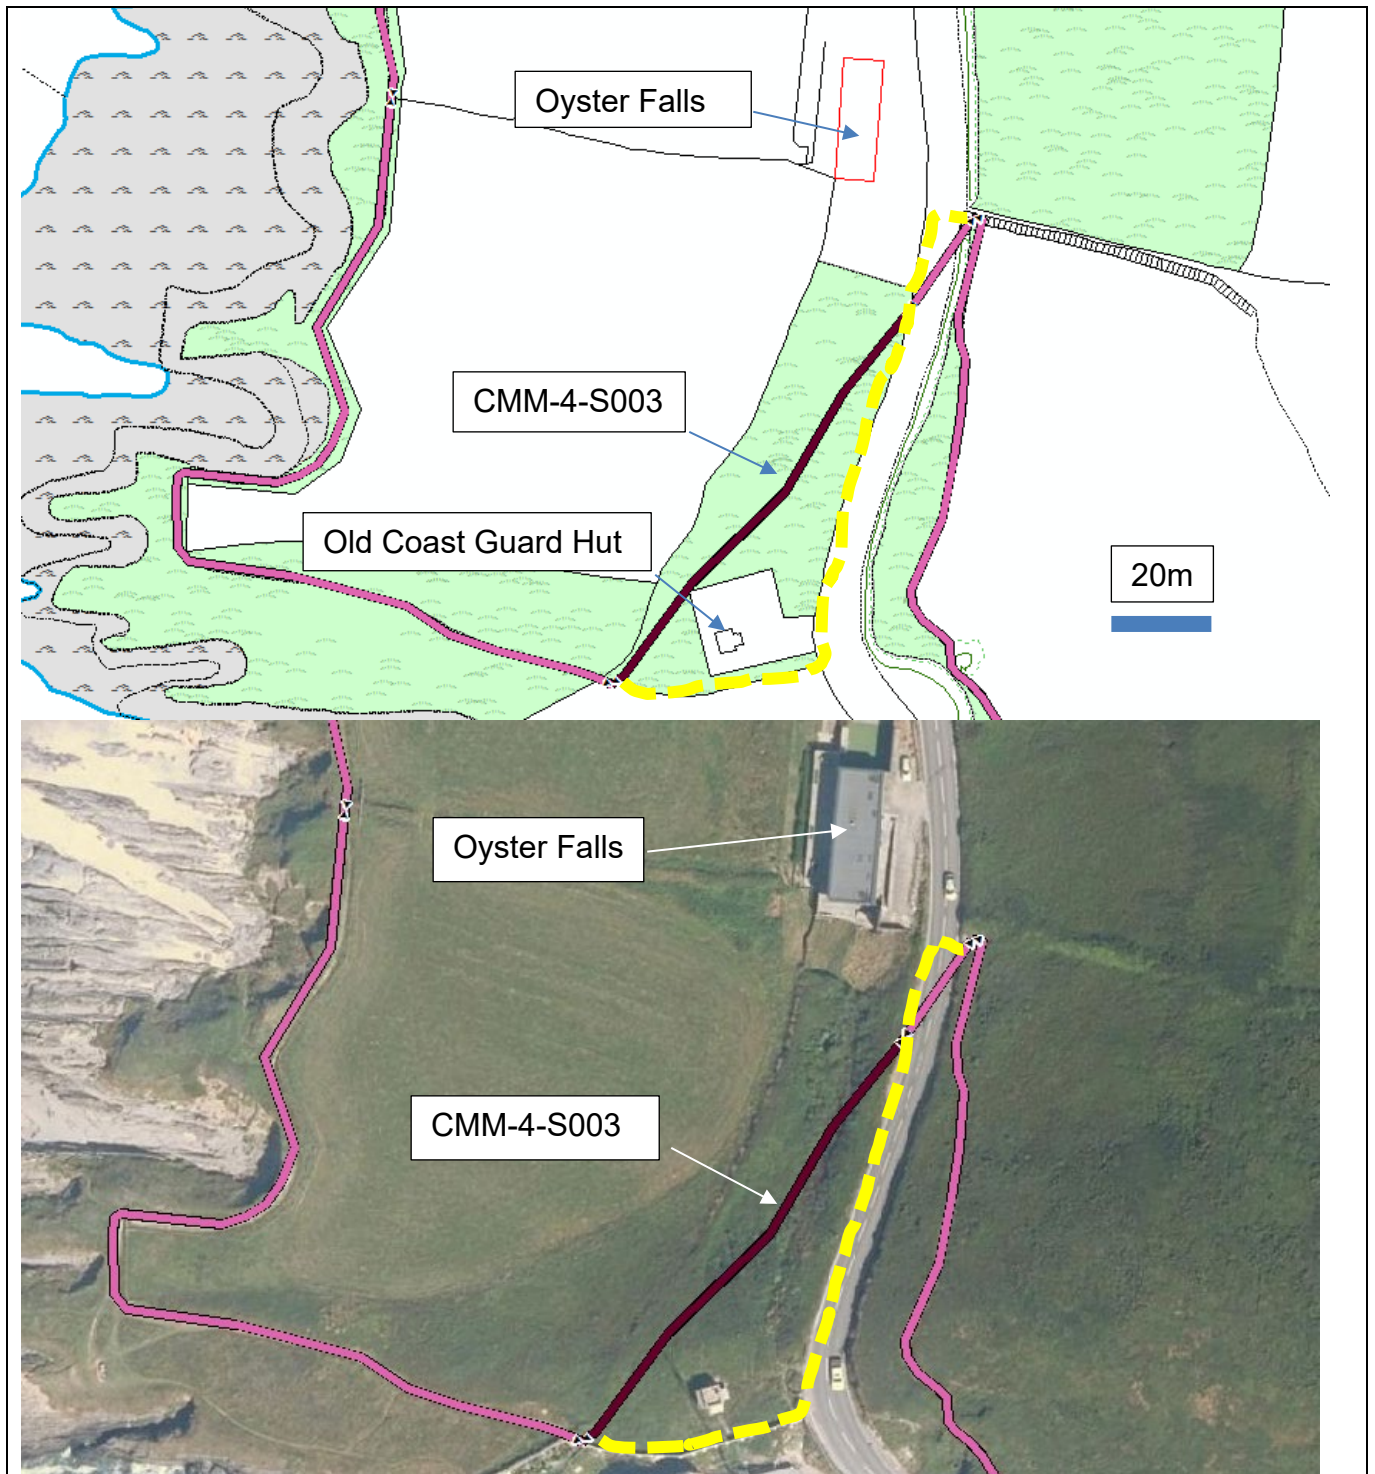 Oyster Falls
CMM-4-S003
Old Coast Guard Hut
20m
Oyster Falls
CMM-4-S003